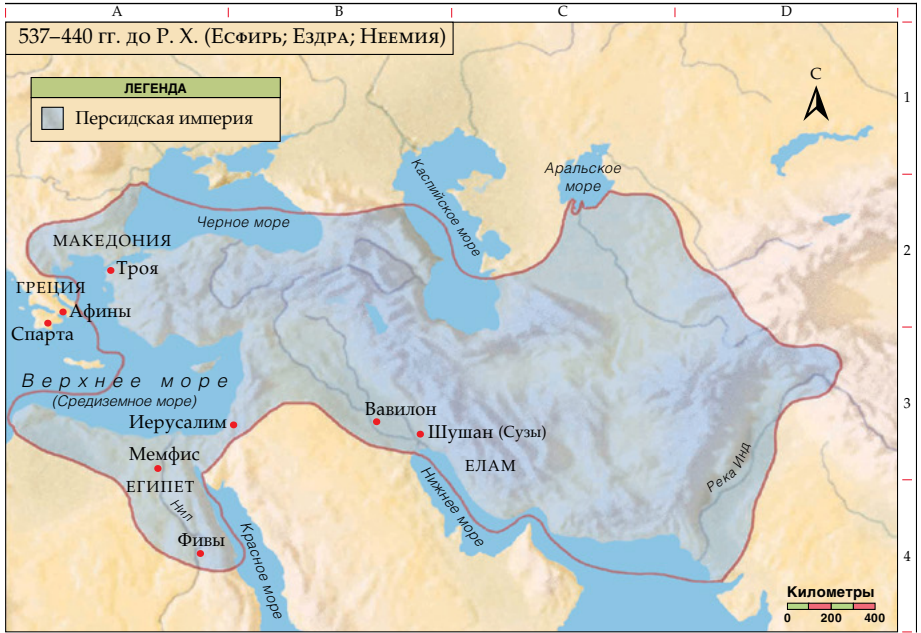 A B C D
537–440 гг. до Р. Х. (Есфирь; Ездра; Неемия)
ЛЕГЕНДА
Персидская империя
С
1
Каспийское море
Аральское
море
Черное море
МАКЕДОНИЯ
2
Троя
ГРЕЦИЯ
Афины
Спарта
Верхнее море
(Средиземное море)
3
Вавилон
Иерусалим
Шушан (Сузы)
Мемфис
ЕЛАМ
Река Инд
ЕГИПЕТ
Нил
Нижнее море
Фивы
Красное море
4
Километры
0 200 400